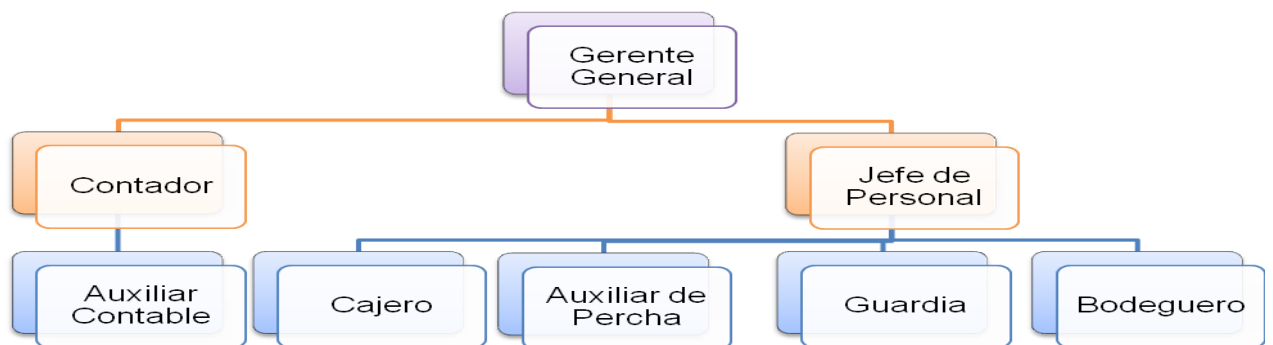 Gerente
General
Contador
Jefe de
Personal
Auxiliar
Contable
Cajero
Auxiliar de
Percha
Guardia
Bodeguero